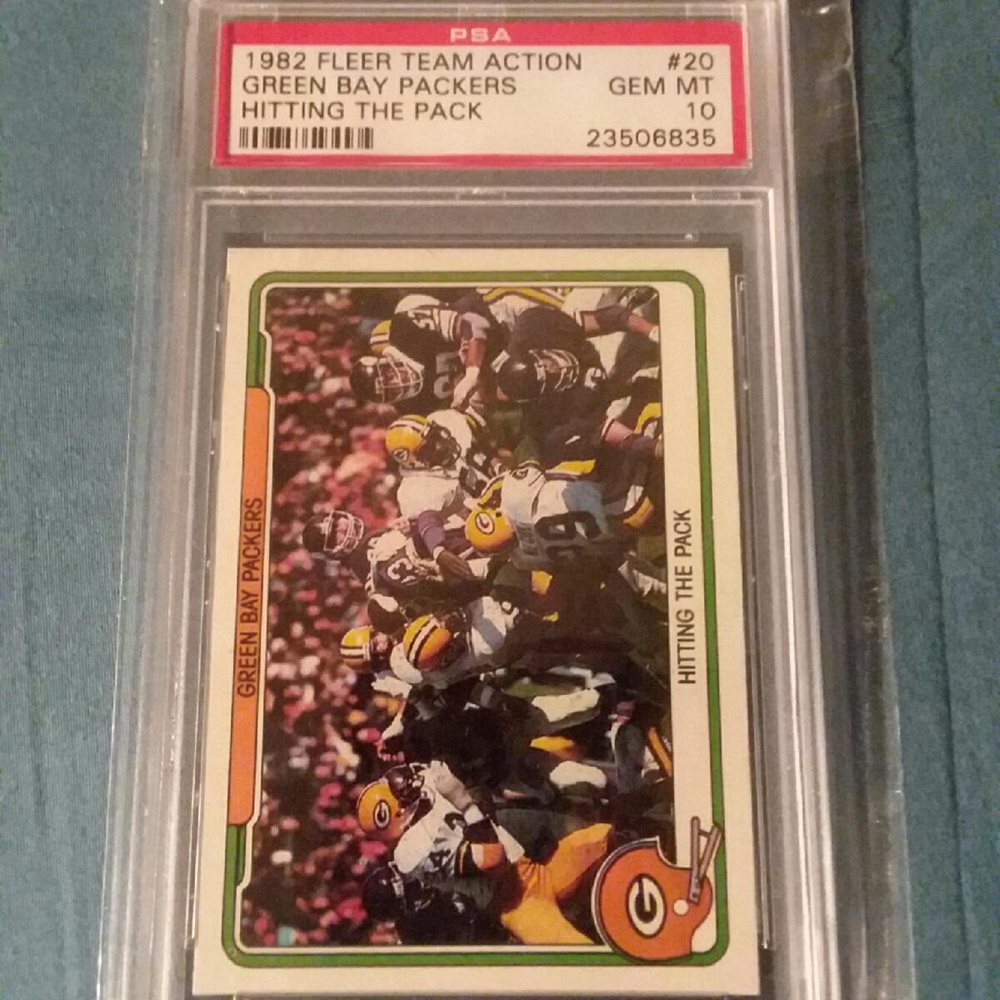 PSA
1982 FLEER TEAM ACTION #20
GREEN BAY PACKERS GEM MT
HITTING THE PACK 10
23506835
GREEN BAY PACKERS
HITTING THE PACK
G